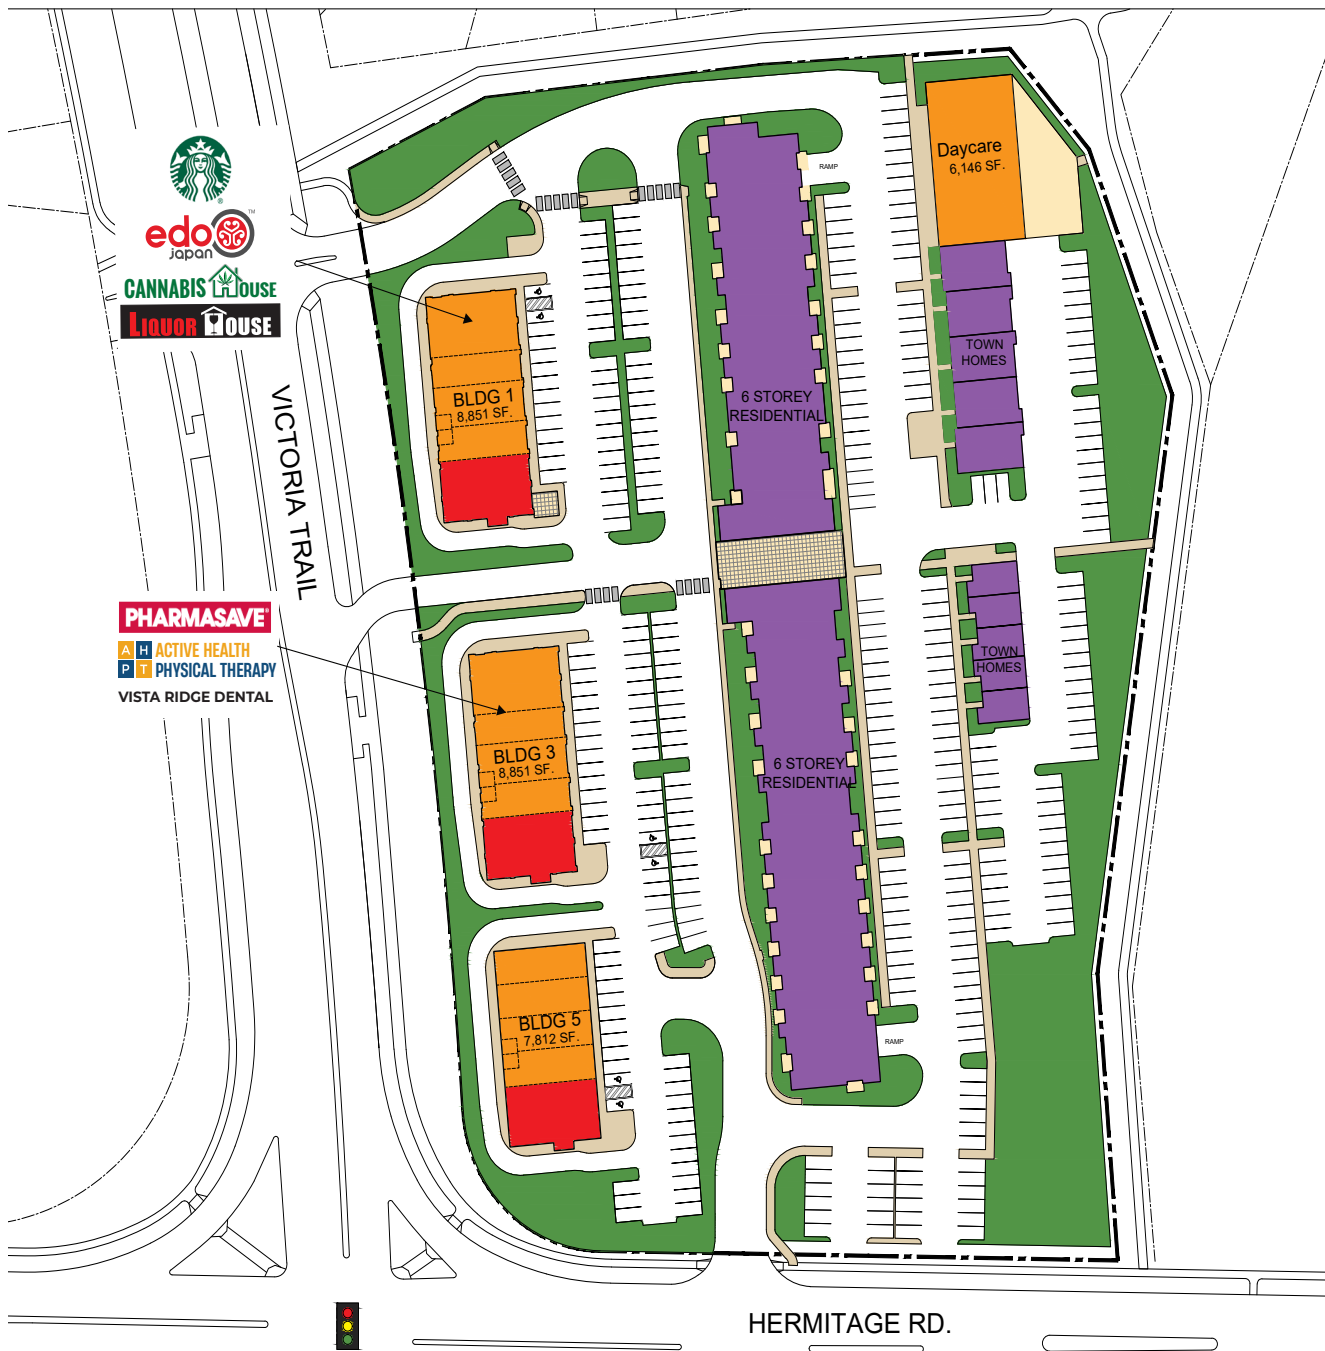 Daycare
6,146 SF.
RAMP
edo
TM
japan
CANNABIS HOUSE
LIQUOR HOUSE
®
TOWN
HOMES
VICTORIA TRAIL
BLDG 1
8,851 SF.
6 STOREY
RESIDENTIAL
PHARMASAVE®
A H ACTIVE HEALTH
P T PHYSICAL THERAPY
VISTA RIDGE DENTAL
TOWN
HOMES
BLDG 3
8,851 SF.
6 STOREY
RESIDENTIAL
BLDG 5
7,812 SF.
RAMP
HERMITAGE RD.